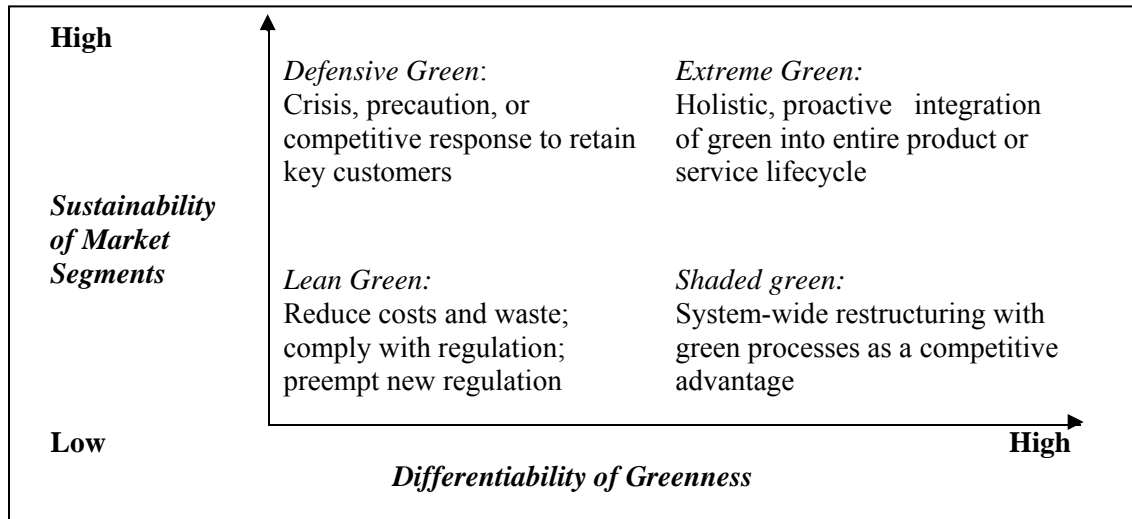 High
Defensive Green:
Crisis, precaution, or
competitive response to retain
key customers
Extreme Green:
Holistic, proactive integration
of green into entire product or
service lifecycle
Sustainability
of Market
Segments
Lean Green:
Reduce costs and waste;
comply with regulation;
preempt new regulation
Shaded green:
System-wide restructuring with
green processes as a competitive
advantage
Low
High
Differentiability of Greenness